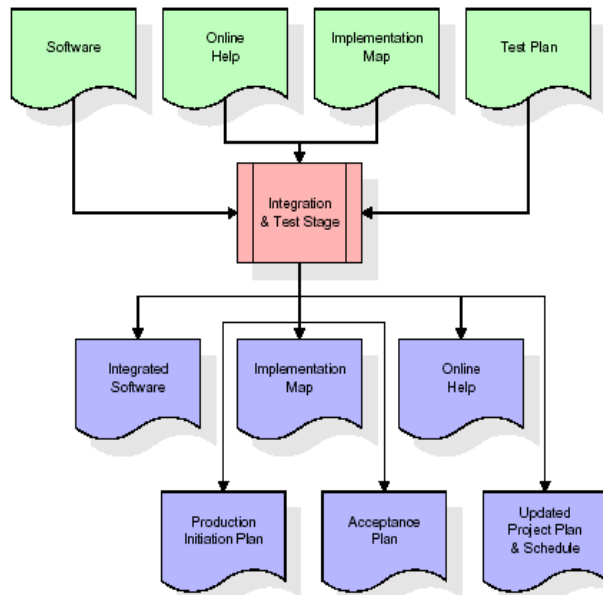 Software
Online
Help
Implementation
Map
Test Plan
Integration
& Test Stage
Integrated
Software
Implementation
Map
Online
Help
Production
Initiation Plan
Acceptance
Plan
Updated
Project Plan
& Schedule